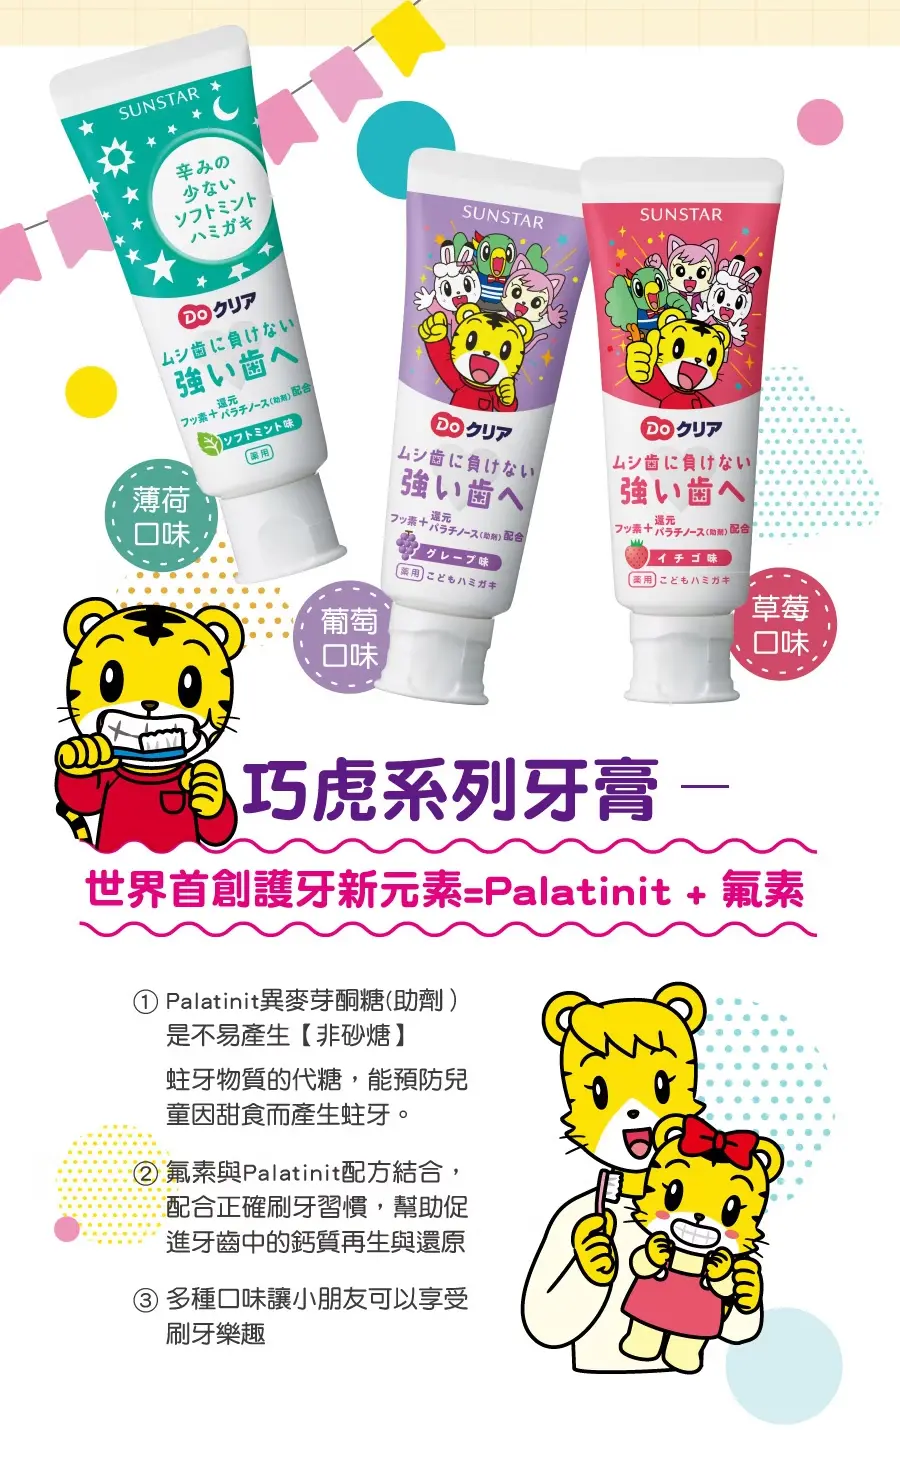 SUNSTAR
辛みの
少ない
ソフトミント
ハミガキ
Do クリア
ムシ歯に負けない
強い歯へ
フッ素+還元パラチノース(助剤)配合
ソフトミント味
薬用
薄荷
口味
SUNSTAR
Do クリア
ムシ歯に負けない
強い歯へ
フッ素+還元パラチノース(助剤)配合
グレープ味
薬用 こどもハミガキ
葡萄
口味
SUNSTAR
Do クリア
ムシ歯に負けない
強い歯へ
フッ素+還元パラチノース(助剤)配合
イチゴ味
薬用 こどもハミガキ
草莓
口味
巧虎系列牙膏 —
世界首創護牙新元素=Palatinit + 氟素
① Palatinit異麥芽酮糖(助劑)
是不易產生【非砂糖】
蛀牙物質的代糖，能預防兒
童因甜食而產生蛀牙。
② 氟素與Palatinit配方結合，
配合正確刷牙習慣，幫助促
進牙齒中的鈣質再生與還原
③ 多種口味讓小朋友可以享受
刷牙樂趣